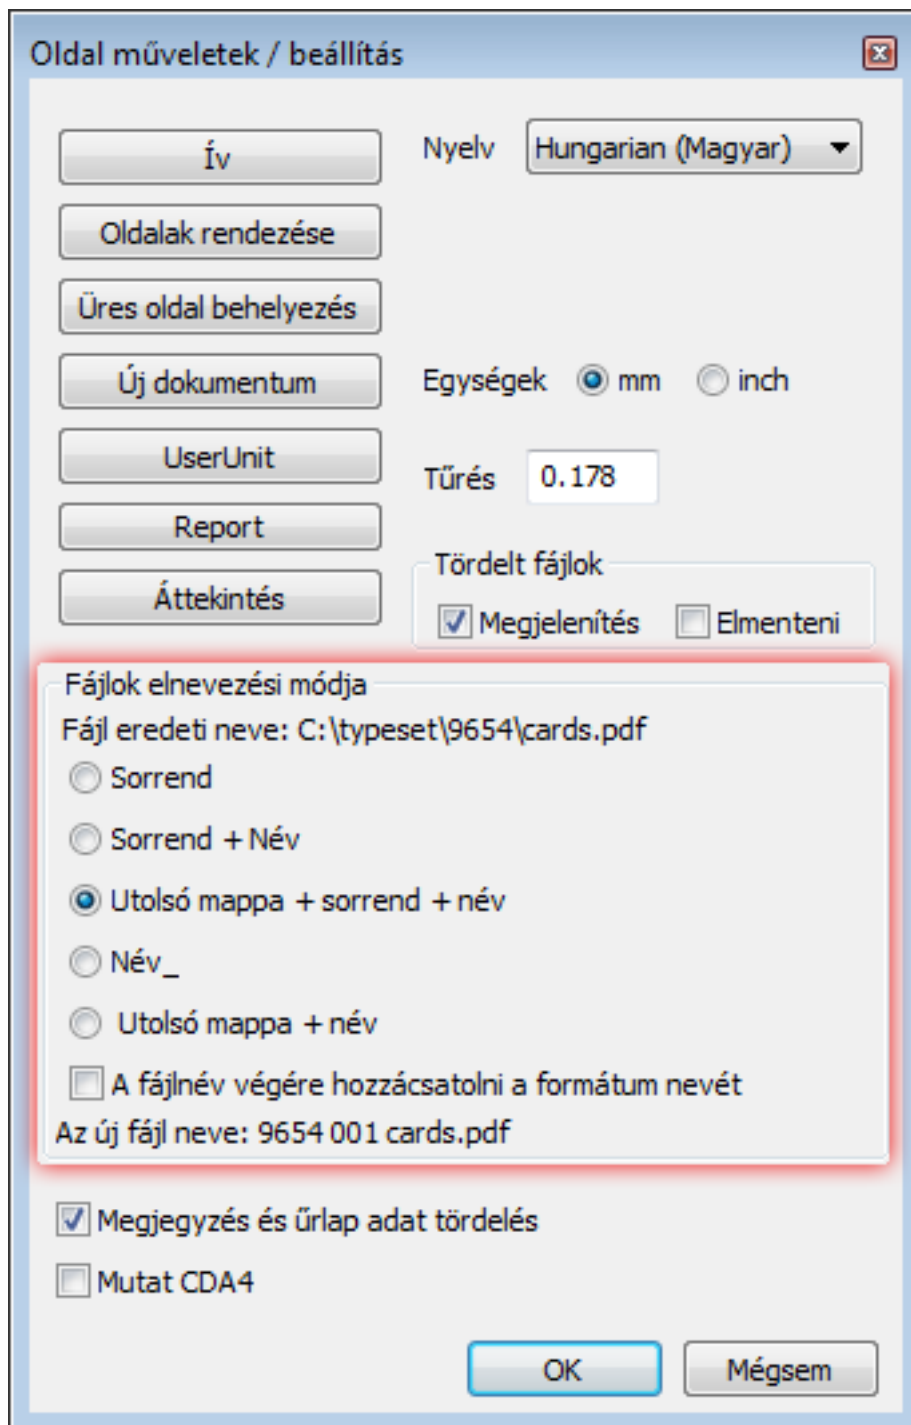 Oldal műveletek / beállítás
Ív
Nyelv Hungarian (Magyar)
Oldalak rendezése
Üres oldal behelyezés
Új dokumentum
Egységek mm inch
UserUnit
Tűrés 0.178
Report
Tördelt fájlok
Áttekintés
Megjelenítés Elmenteni
Fájlok elnevezési módja
Fájl eredeti neve: C:\typeset\9654\cards.pdf
Sorrend
Sorrend + Név
Utolsó mappa + sorrend + név
Név_
Utolsó mappa + név
A fájlnév végére hozzácsatolni a formátum nevét
Az új fájl neve: 9654 001 cards.pdf
Megjegyzés és űrlap adat tördelés
Mutat CDA4
OK Mégsem